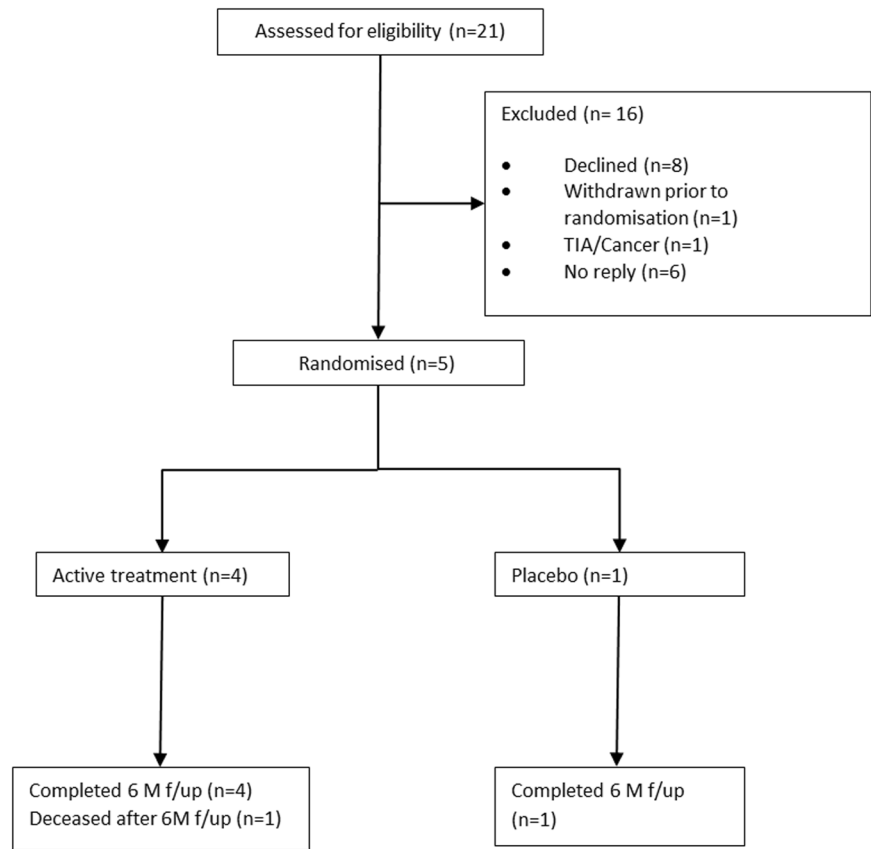 Assessed for eligibility (n=21)
Excluded (n= 16)
• Declined (n=8)
• Withdrawn prior to
randomisation (n=1)
• TIA/Cancer (n=1)
• No reply (n=6)
Randomised (n=5)
Active treatment (n=4)
Placebo (n=1)
Completed 6 M f/up (n=4)
Deceased after 6M f/up (n=1)
Completed 6 M f/up
(n=1)